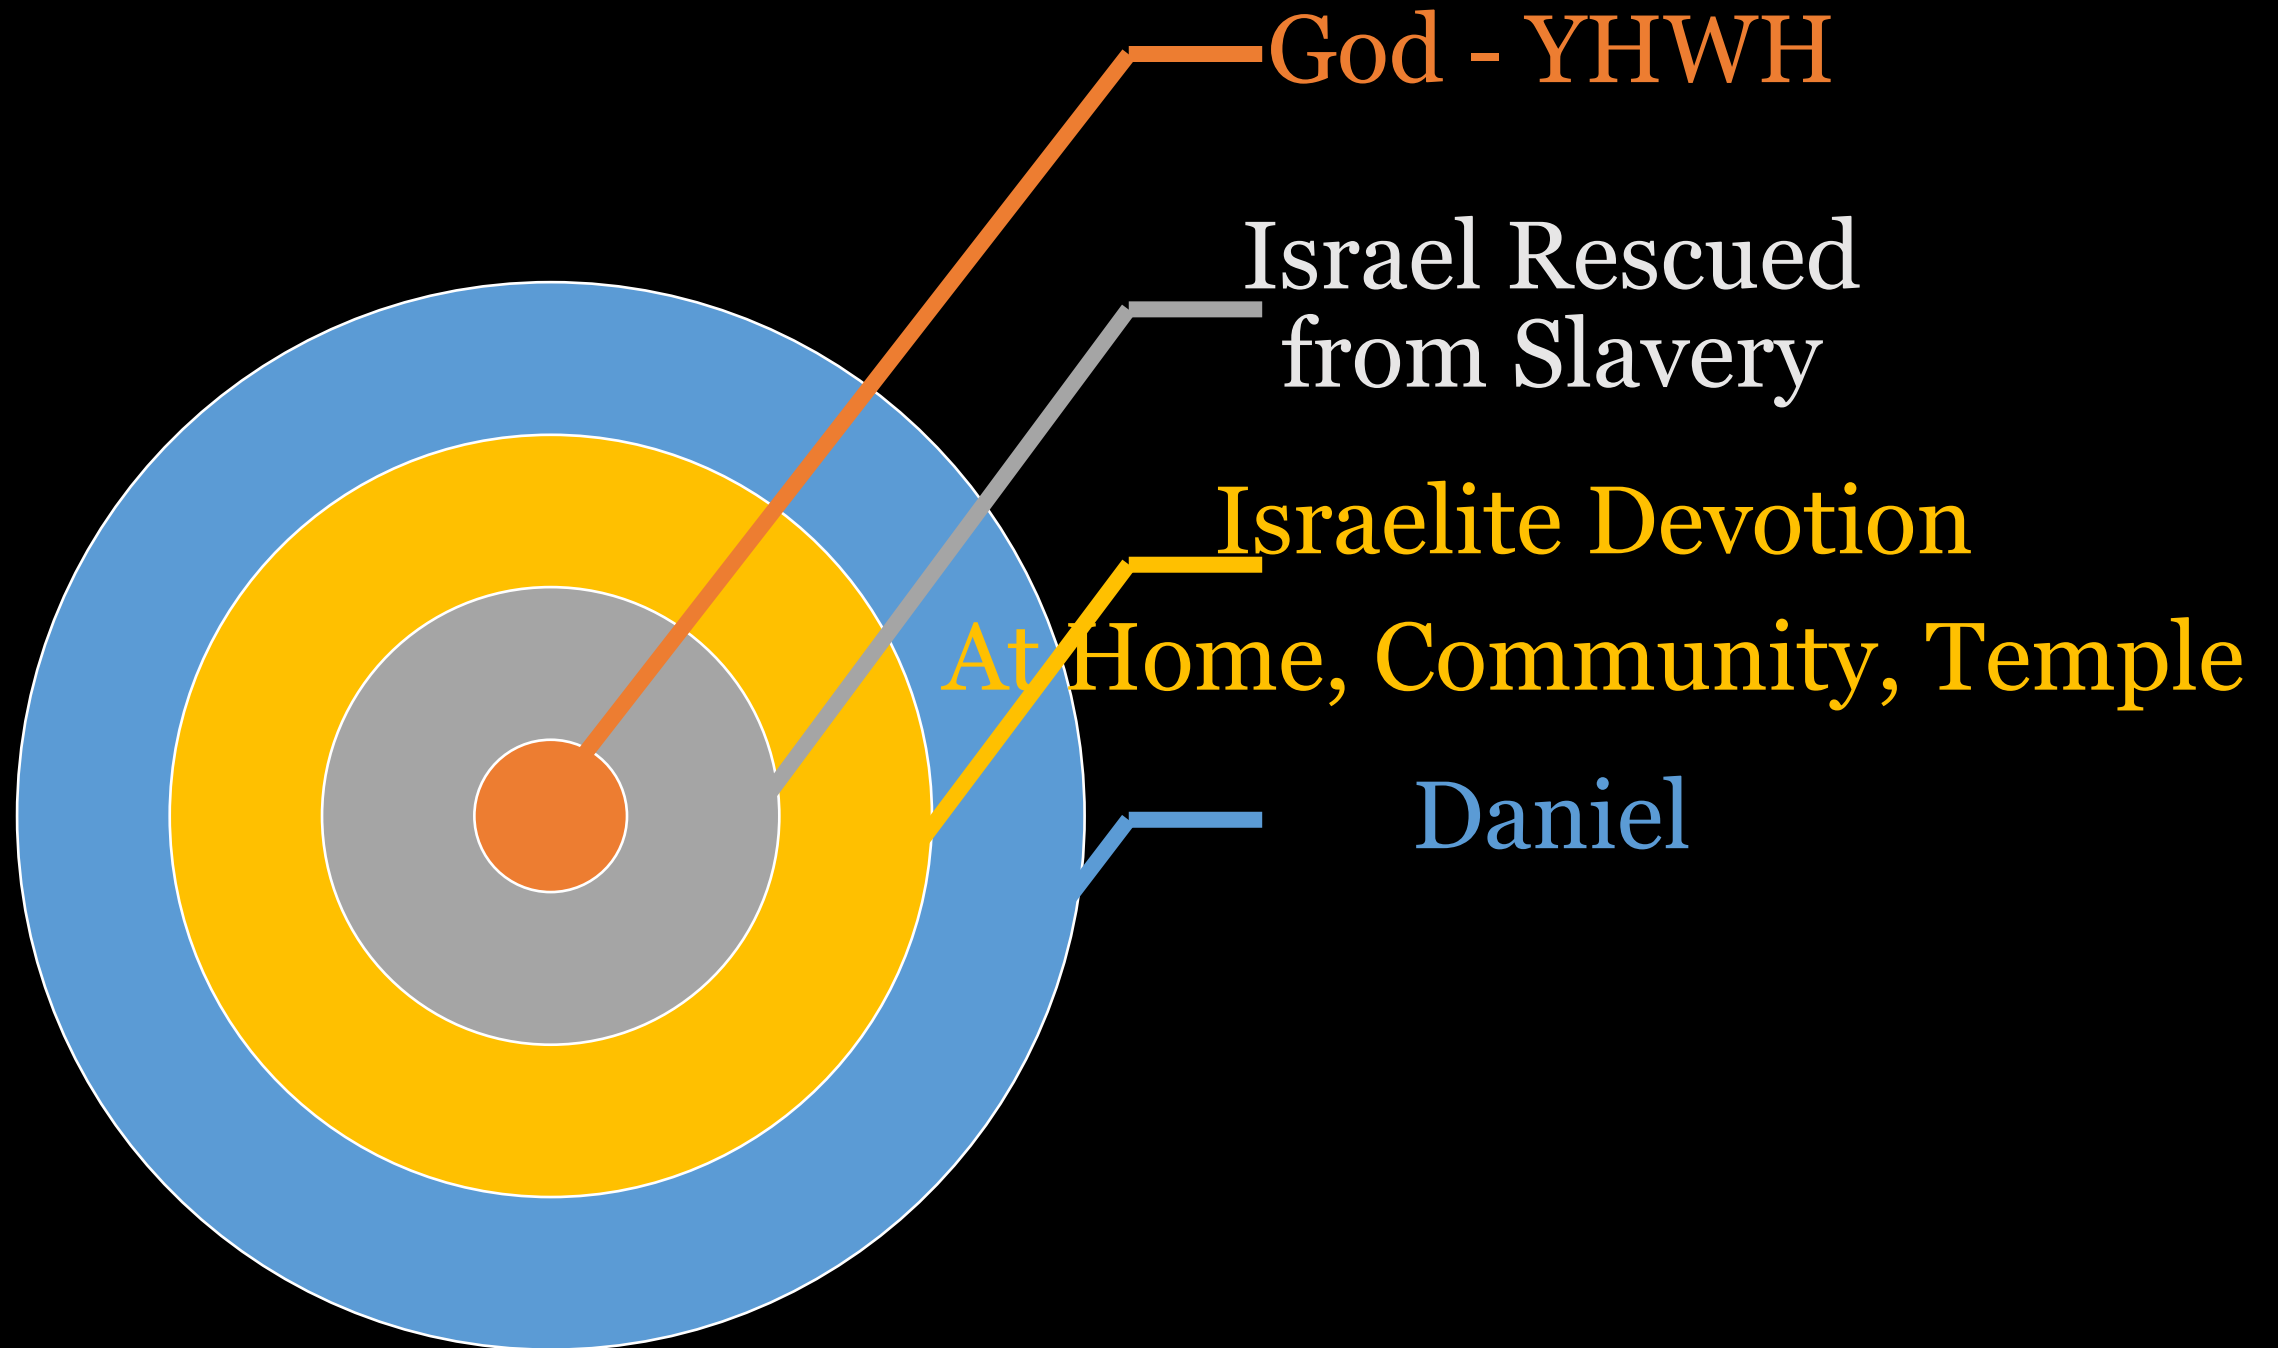 God - YHWH
Israel Rescued
from Slavery
Israelite Devotion
At Home, Community, Temple
Daniel